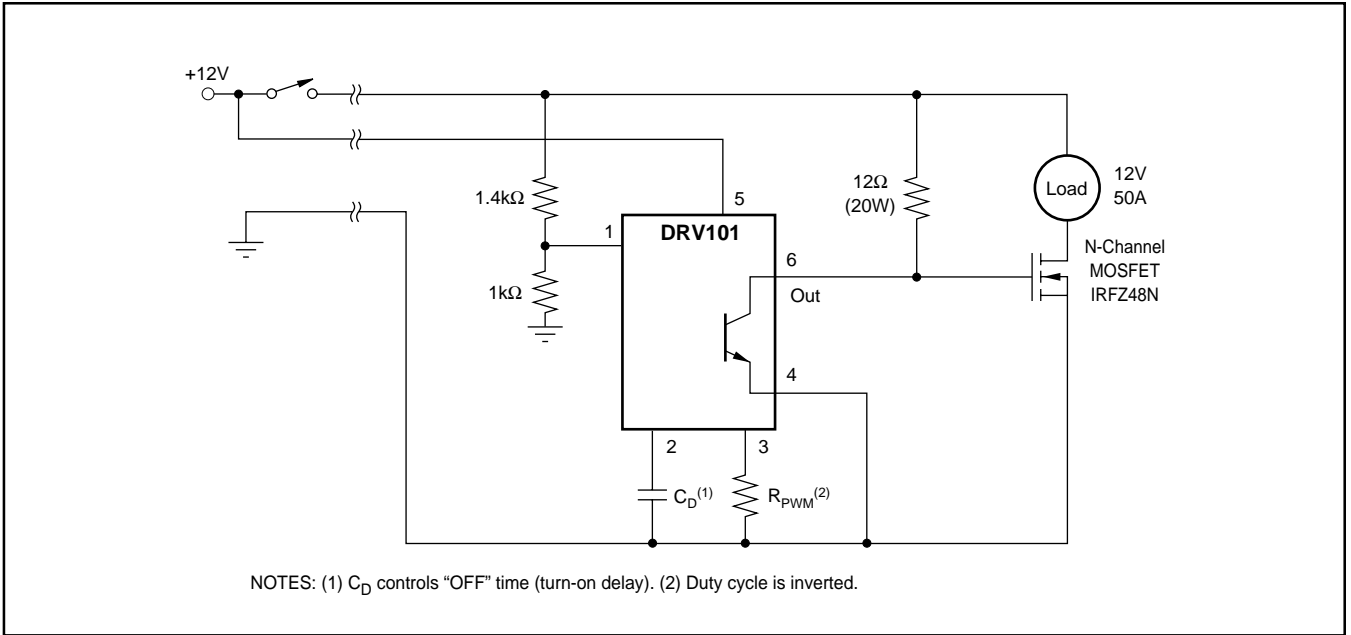 +12V
1.4kΩ
1kΩ
1
5
DRV101
6
Out
4
2
3
12Ω
(20W)
Load
12V
50A
N-Channel
MOSFET
IRFZ48N
C_D(1)
R_PWM(2)
NOTES: (1) C_D controls “OFF” time (turn-on delay). (2) Duty cycle is inverted.